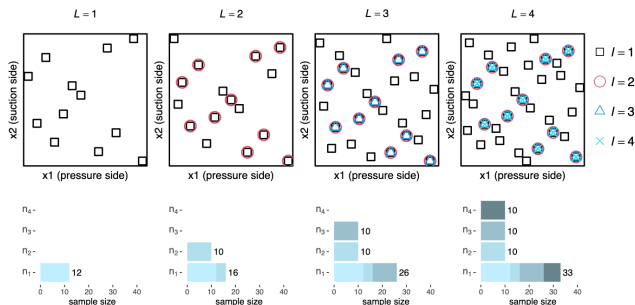 L = 1
L = 2
L = 3
L = 4
x2 (suction side)
x1 (pressure side)
x2 (suction side)
x1 (pressure side)
x2 (suction side)
x1 (pressure side)
x2 (suction side)
x1 (pressure side)
l = 1
l = 2
l = 3
l = 4
n₄
n₃
n₂
n₁
12
0 10 20 30 40
sample size
n₄
n₃
n₂
n₁
10
16
0 10 20 30 40
sample size
n₄
n₃
n₂
n₁
10
10
26
0 10 20 30 40
sample size
n₄
n₃
n₂
n₁
10
10
10
33
0 10 20 30 40
sample size